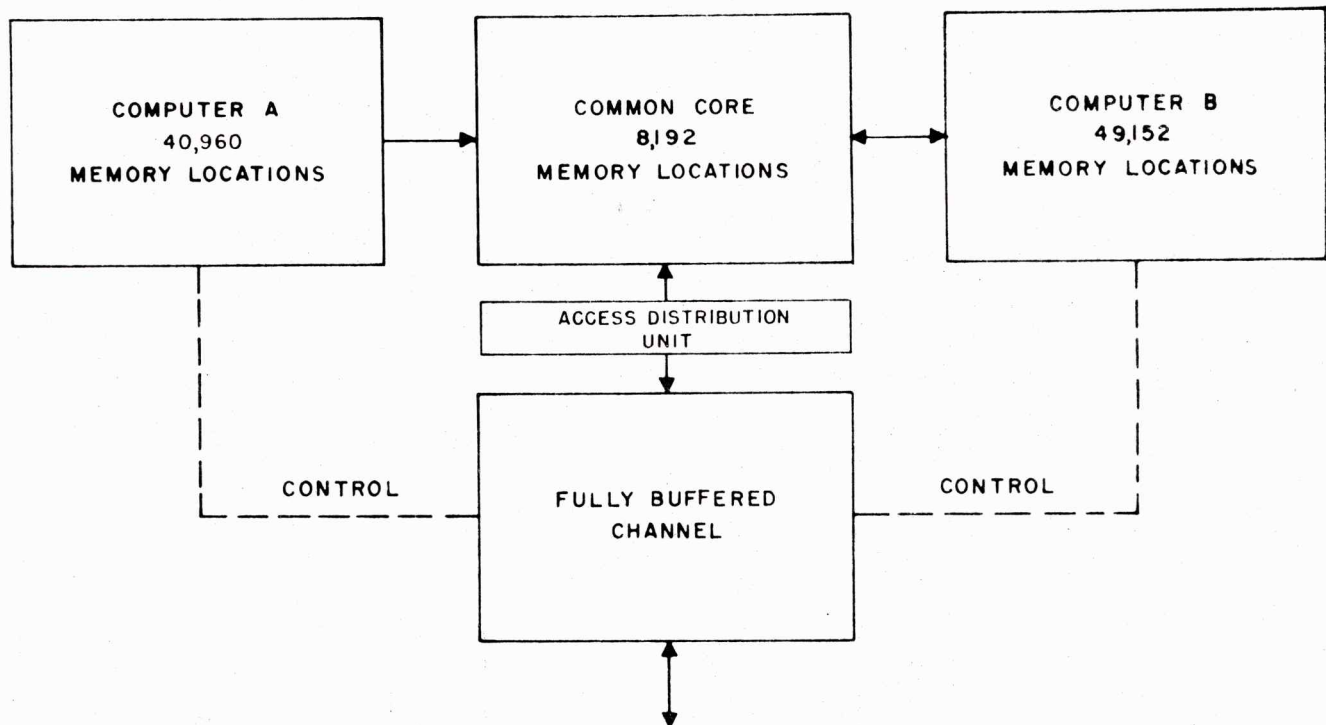 COMPUTER A
40,960
MEMORY LOCATIONS
COMMON CORE
8,192
MEMORY LOCATIONS
COMPUTER B
49,152
MEMORY LOCATIONS
ACCESS DISTRIBUTION
UNIT
CONTROL
FULLY BUFFERED
CHANNEL
CONTROL